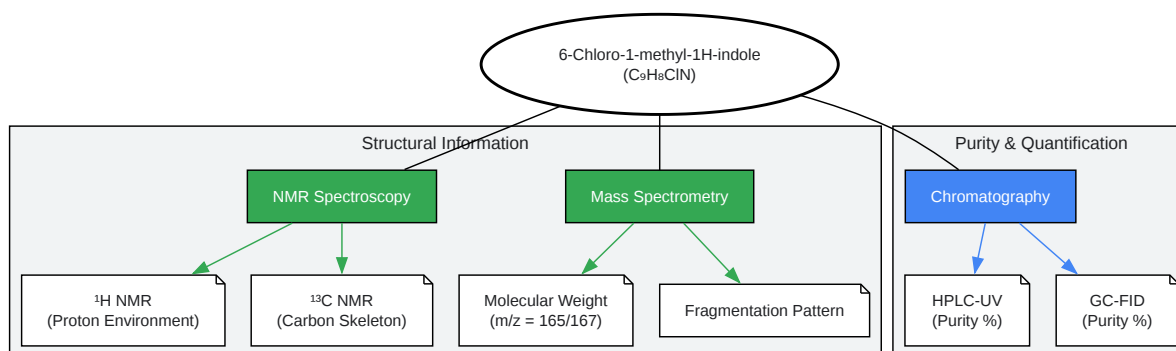 6-Chloro-1-methyl-1H-indole
(C₉H₈ClN)
Structural Information
Purity & Quantification
NMR Spectroscopy
Mass Spectrometry
Chromatography
¹H NMR
(Proton Environment)
¹³C NMR
(Carbon Skeleton)
Molecular Weight
(m/z = 165/167)
Fragmentation Pattern
HPLC-UV
(Purity %)
GC-FID
(Purity %)